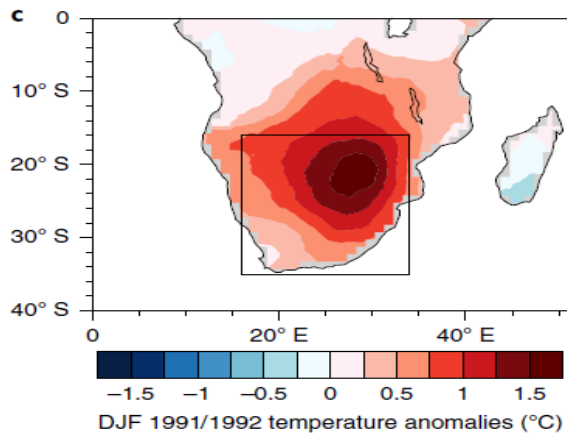 c
0
10° S
20° S
30° S
40° S
0 20° E 40° E
–1.5 –1 –0.5 0 0.5 1 1.5
DJF 1991/1992 temperature anomalies (°C)